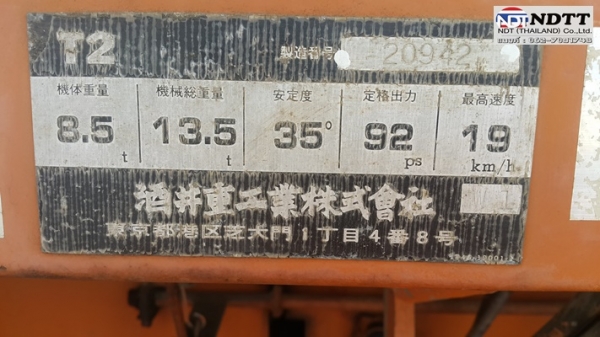 NDT NDTT
NDT (THAILAND) Co.,Ltd.
T2 製造番号 20942
機体重量 機械総重量 安定度 定格出力 最高速度
8.5 t 13.5 t 35° 92 ps 19 km/h
酒井重工業株式會社
東京都港区芝大門1丁目4番8号